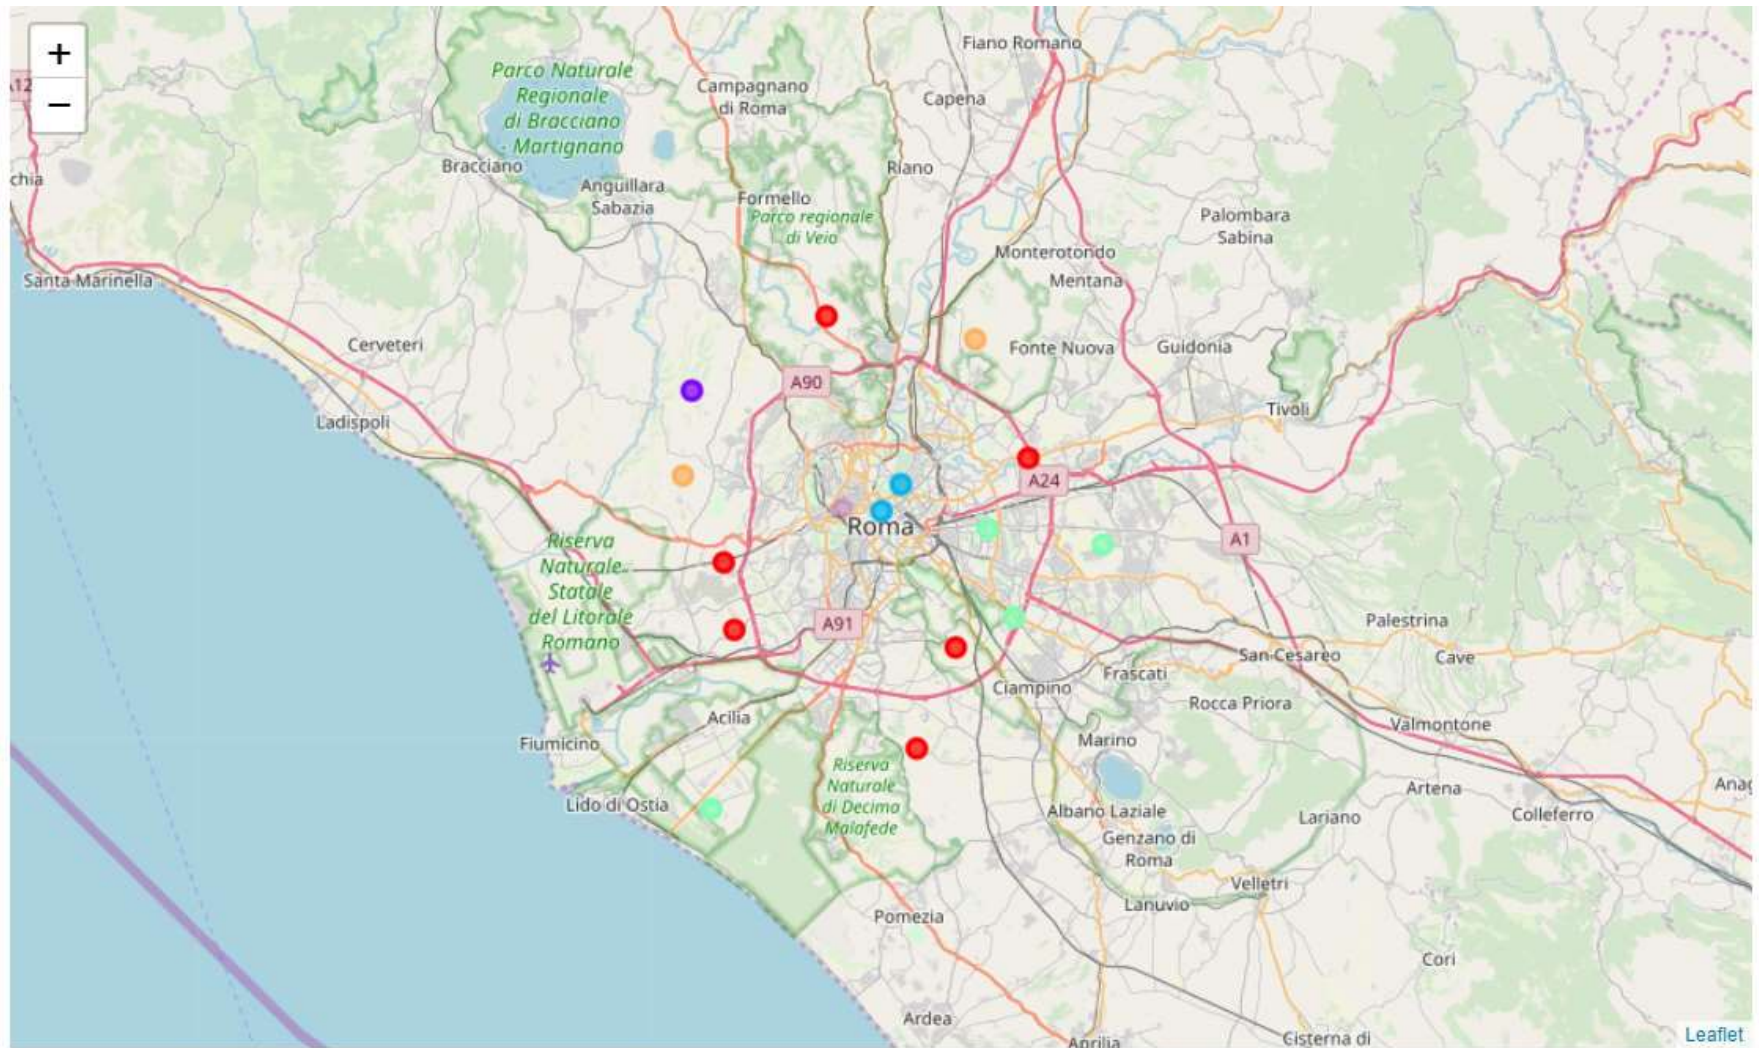 +
−
Fiano Romano
Parco Naturale
Regionale
di Bracciano
- Martignano
Campagnano
di Roma
Capena
Bracciano
Riano
Anguillara
Sabazia
Formello
Parco regionale
di Veio
Palombara
Sabina
chia
Monterotondo
Mentana
Santa Marinella
Cerveteri
Fonte Nuova
Guidonia
A90
Tivoli
Ladispoli
A24
Roma
A1
Riserva
Naturale
Statale
del Litorale
Romano
A91
Palestrina
San Cesareo
Cave
Frascati
Ciampino
Rocca Priora
Acilia
Valmontone
Fiumicino
Marino
Riserva
Naturale
di Decima
Malafede
Lido di Ostia
Albano Laziale
Artena
Anag
Lariano
Colleferro
Genzano di
Roma
Velletri
Lanuvio
Pomezia
Cori
Ardea
Aprilia
Cisterna di
Leaflet